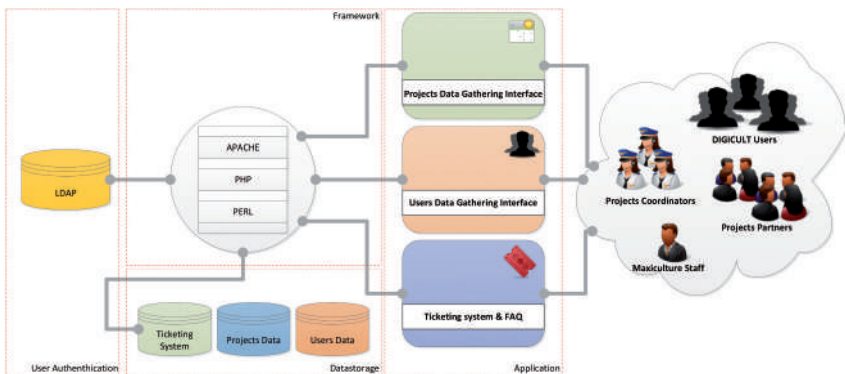 Framework
Projects Data Gathering Interface
DIGICULT Users
APACHE
PHP
PERL
LDAP
Users Data Gathering Interface
Projects Coordinators
Projects Partners
Maxiculture Staff
Ticketing system & FAQ
Ticketing
System
Projects Data
Users Data
User Authenthication
Datastorage
Application